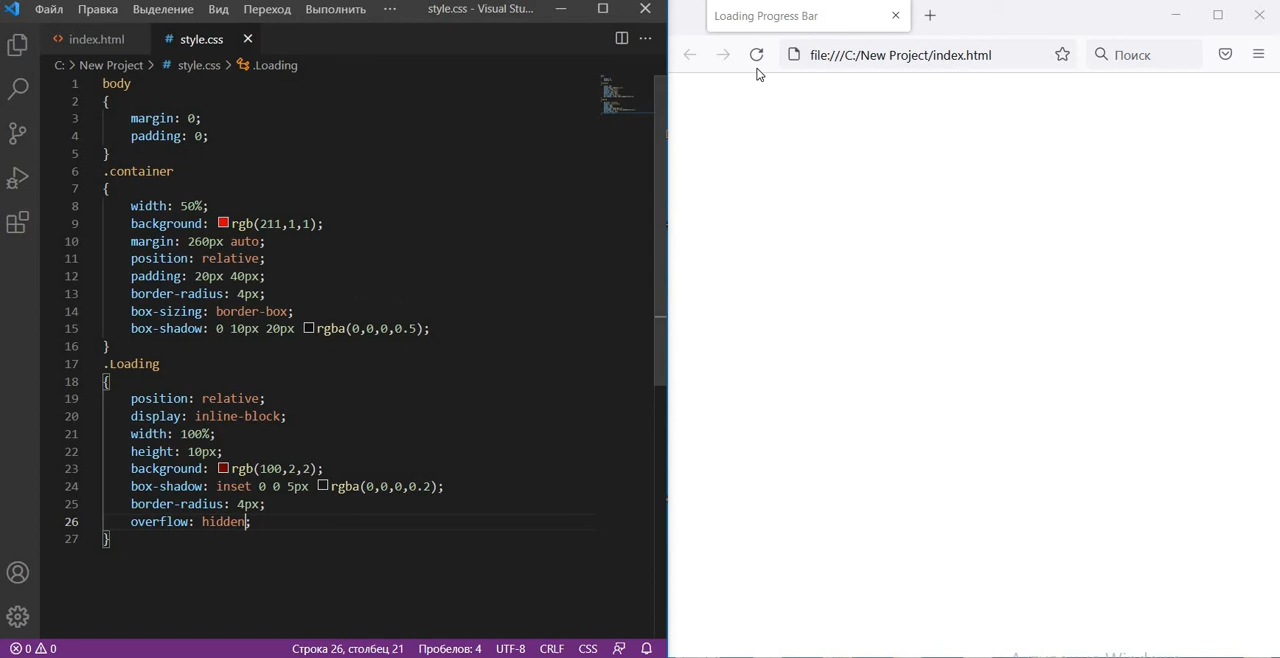 Файл Правка Выделение Вид Переход Выполнить ··· style.css - Visual Stu...
index.html # style.css
C: > New Project > # style.css > .Loading
1 body
2 {
3 margin: 0;
4 padding: 0;
5 }
6 .container
7 {
8 width: 50%;
9 background: rgb(211,1,1);
10 margin: 260px auto;
11 position: relative;
12 padding: 20px 40px;
13 border-radius: 4px;
14 box-sizing: border-box;
15 box-shadow: 0 10px 20px rgba(0,0,0,0.5);
16 }
17 .Loading
18 {
19 position: relative;
20 display: inline-block;
21 width: 100%;
22 height: 10px;
23 background: rgb(100,2,2);
24 box-shadow: inset 0 0 5px rgba(0,0,0,0.2);
25 border-radius: 4px;
26 overflow: hidden;
27 }
0 0 Строка 26, столбец 21 Пробелов: 4 UTF-8 CRLF CSS
Loading Progress Bar
file:///C:/New Project/index.html Поиск